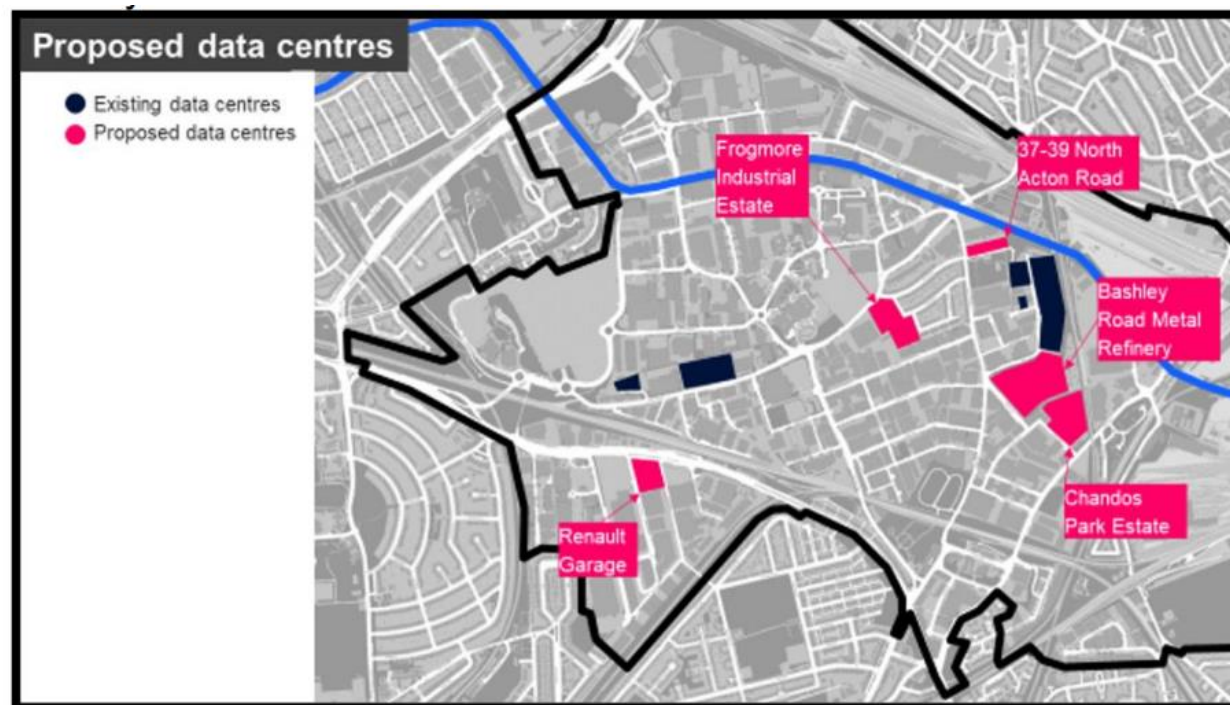 Proposed data centres
Existing data centres
Proposed data centres
Frogmore
Industrial
Estate
37-39 North
Acton Road
Bashley
Road Metal
Refinery
Chandos
Park Estate
Renault
Garage